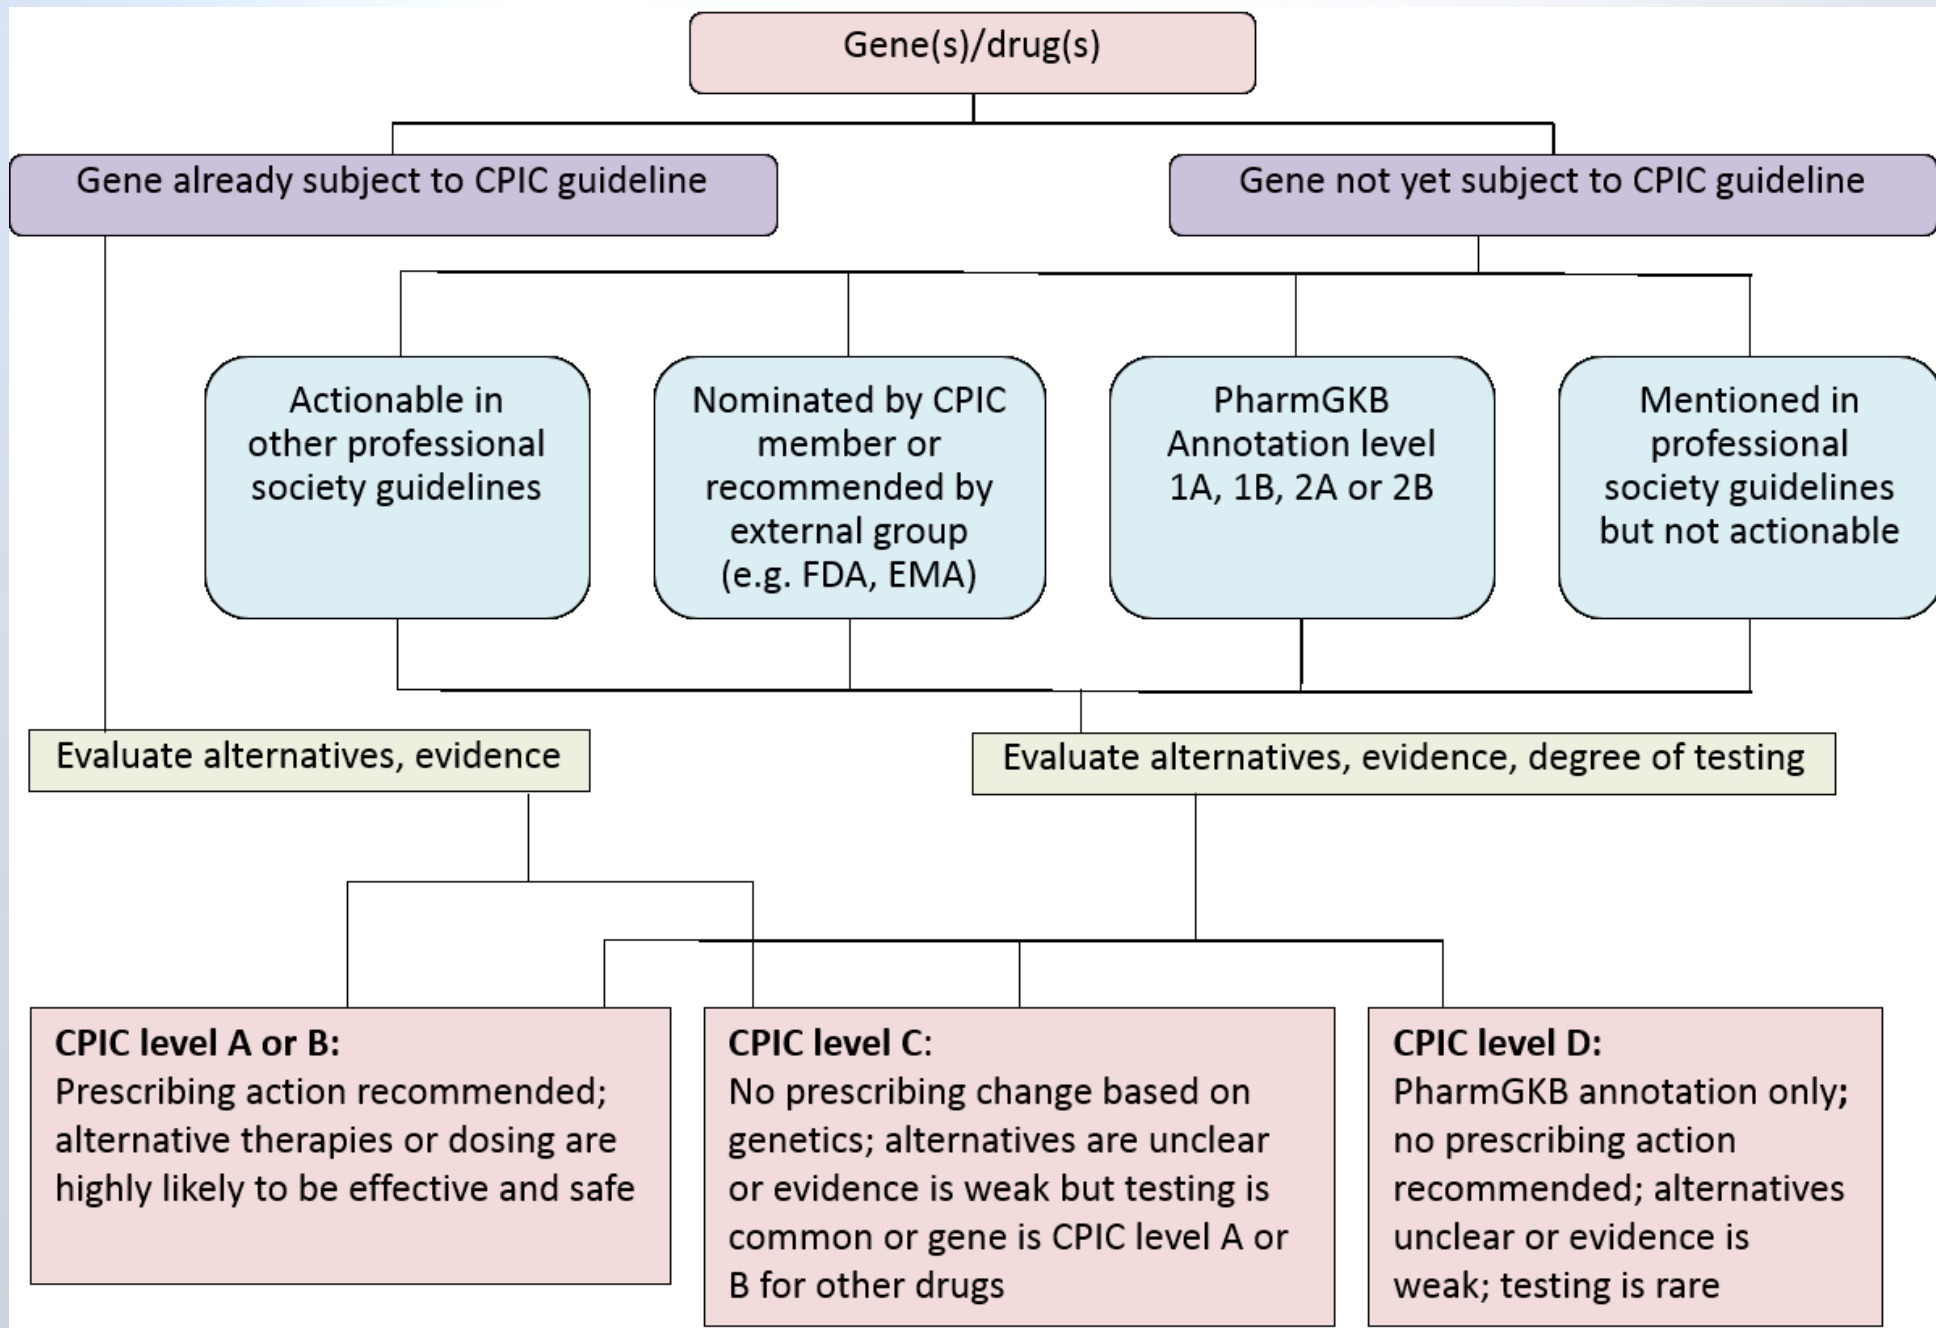 Gene(s)/drug(s)
Gene already subject to CPIC guideline
Gene not yet subject to CPIC guideline
Actionable in
other professional
society guidelines
Nominated by CPIC
member or
recommended by
external group
(e.g. FDA, EMA)
PharmGKB
Annotation level
1A, 1B, 2A or 2B
Mentioned in
professional
society guidelines
but not actionable
Evaluate alternatives, evidence
Evaluate alternatives, evidence, degree of testing
CPIC level A or B:
Prescribing action recommended;
alternative therapies or dosing are
highly likely to be effective and safe
CPIC level C:
No prescribing change based on
genetics; alternatives are unclear
or evidence is weak but testing is
common or gene is CPIC level A or
B for other drugs
CPIC level D:
PharmGKB annotation only;
no prescribing action
recommended; alternatives
unclear or evidence is
weak; testing is rare